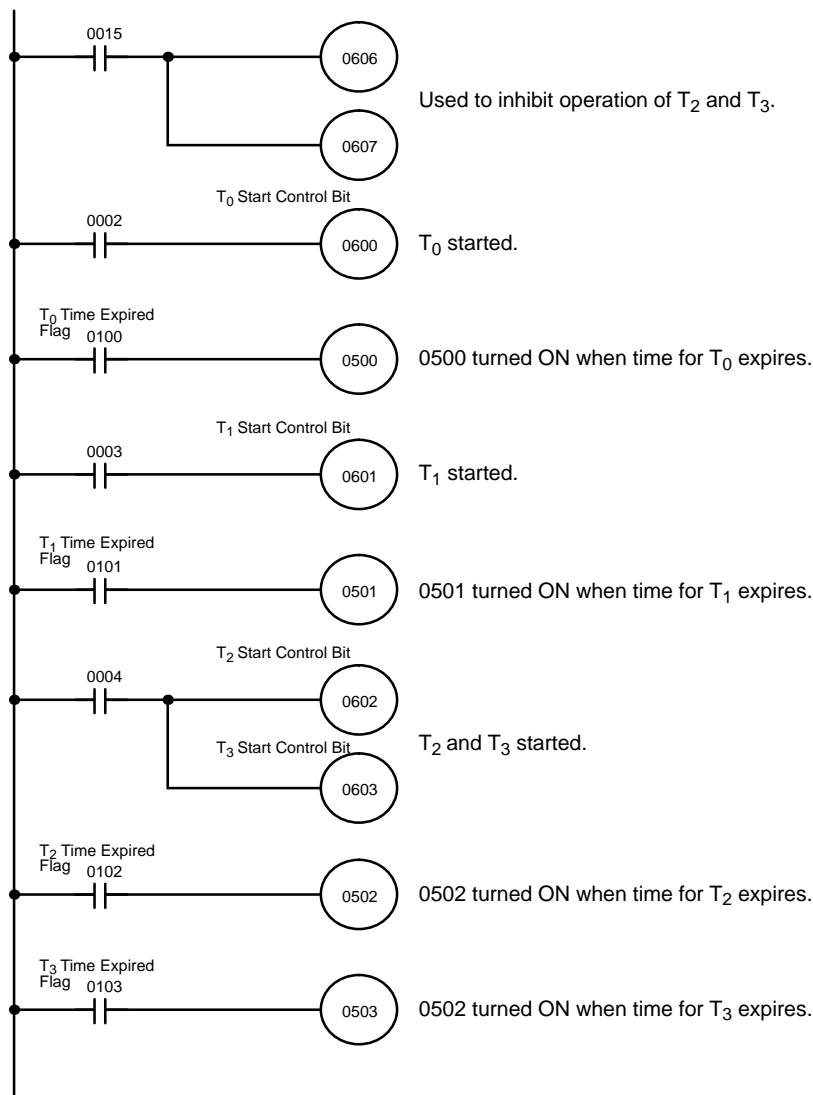 0015
0606
Used to inhibit operation of T2 and T3.
0607
T0 Start Control Bit
0002
0600
T0 started.
T0 Time Expired
Flag
0100
0500
0500 turned ON when time for T0 expires.
T1 Start Control Bit
0003
0601
T1 started.
T1 Time Expired
Flag
0101
0501
0501 turned ON when time for T1 expires.
T2 Start Control Bit
0004
0602
T3 Start Control Bit
T2 and T3 started.
0603
T2 Time Expired
Flag
0102
0502
0502 turned ON when time for T2 expires.
T3 Time Expired
Flag
0103
0503
0502 turned ON when time for T3 expires.